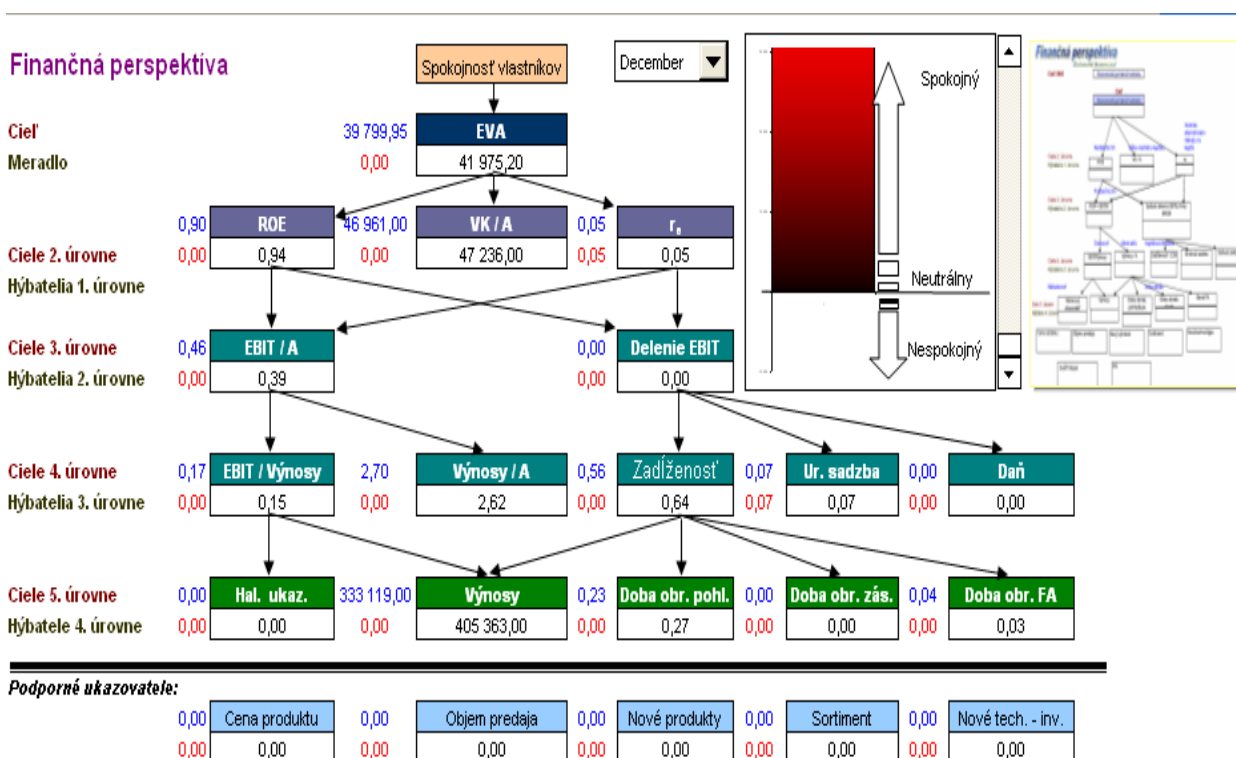 Finančná perspektíva
Spokojnosť vlastníkov
December
Spokojný
Neutrálny
Nespokojný
Finančná perspektíva
Cieľ 39 799,95 EVA
Meradlo 0,00 41 975,20
0,90 ROE 46 961,00 VK / A 0,05 rₑ
Ciele 2. úrovne 0,00 0,94 0,00 47 236,00 0,05 0,05
Hýbatelia 1. úrovne
Ciele 3. úrovne 0,46 EBIT / A 0,00 Delenie EBIT
Hýbatelia 2. úrovne 0,00 0,39 0,00 0,00
Ciele 4. úrovne 0,17 EBIT / Výnosy 2,70 Výnosy / A 0,56 Zadĺženosť 0,07 Ur. sadzba 0,00 Daň
Hýbatelia 3. úrovne 0,00 0,15 0,00 2,62 0,00 0,64 0,07 0,07 0,00 0,00
Ciele 5. úrovne 0,00 Hal. ukaz. 333 119,00 Výnosy 0,23 Doba obr. pohl. 0,00 Doba obr. zás. 0,04 Doba obr. FA
Hýbatele 4. úrovne 0,00 0,00 0,00 405 363,00 0,00 0,27 0,00 0,00 0,00 0,03
Podporné ukazovatele:
0,00 Cena produktu 0,00 Objem predaja 0,00 Nové produkty 0,00 Sortiment 0,00 Nové tech. - inv.
0,00 0,00 0,00 0,00 0,00 0,00 0,00 0,00 0,00 0,00